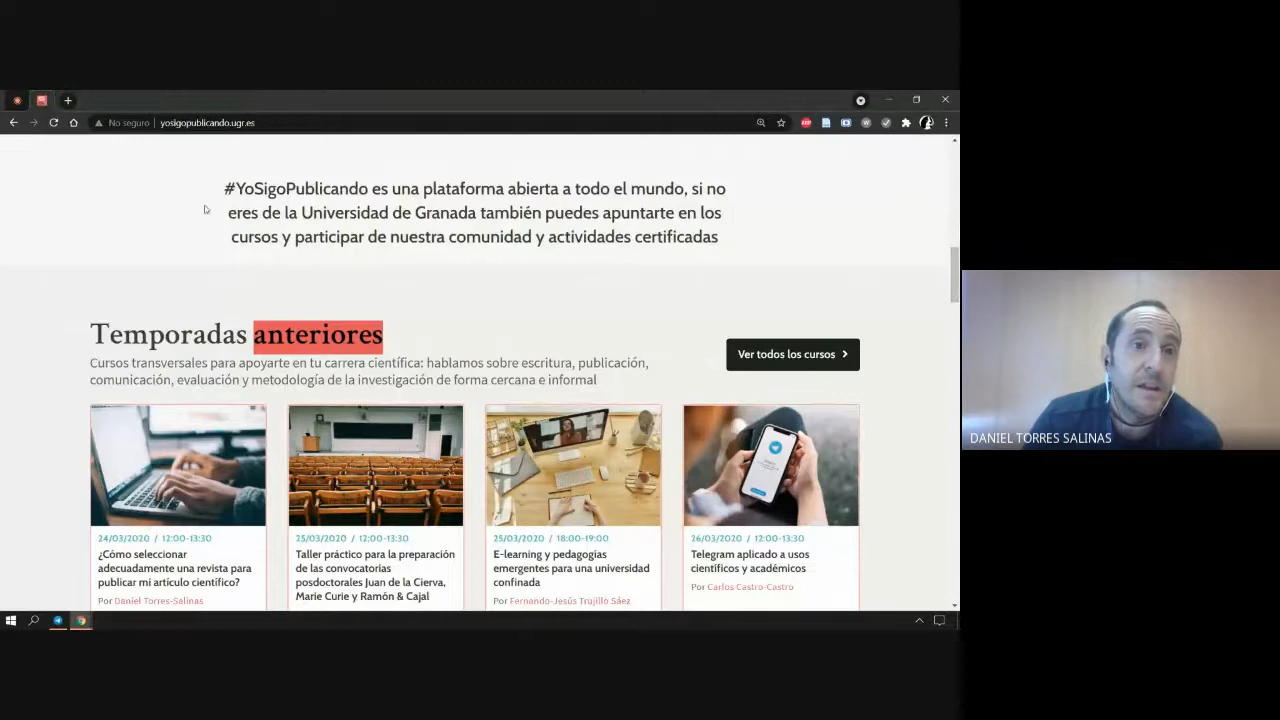 No seguro
yosigopublicando.ugr.es
#YoSigoPublicando es una plataforma abierta a todo el mundo, si no
eres de la Universidad de Granada también puedes apuntarte en los
cursos y participar de nuestra comunidad y actividades certificadas
Temporadas anteriores
Cursos transversales para apoyarte en tu carrera científica: hablamos sobre escritura, publicación,
comunicación, evaluación y metodología de la investigación de forma cercana e informal
Ver todos los cursos
24/03/2020 / 12:00-13:30
¿Cómo seleccionar
adecuadamente una revista para
publicar mi artículo científico?
Por Daniel Torres-Salinas
25/03/2020 / 12:00-13:30
Taller práctico para la preparación
de las convocatorias
posdoctorales Juan de la Cierva,
Marie Curie y Ramón & Cajal
25/03/2020 / 18:00-19:00
E-learning y pedagogías
emergentes para una universidad
confinada
Por Fernando-Jesús Trujillo Sáez
26/03/2020 / 12:00-13:30
Telegram aplicado a usos
científicos y académicos
Por Carlos Castro-Castro
DANIEL TORRES SALINAS